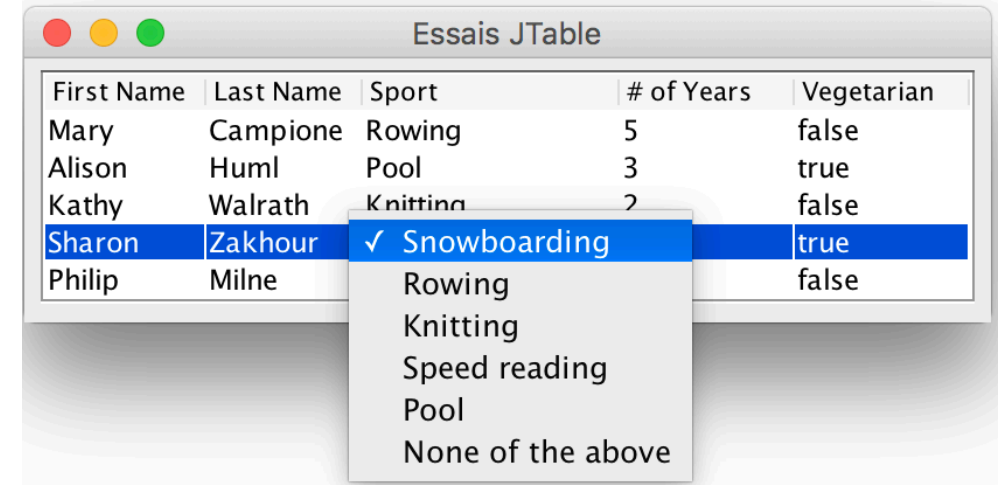 Essais JTable
First Name Last Name Sport # of Years Vegetarian
Mary Campione Rowing 5 false
Alison Huml Pool 3 true
Kathy Walrath Knitting 2 false
Sharon Zakhour ✓ Snowboarding true
Philip Milne false
Rowing
Knitting
Speed reading
Pool
None of the above